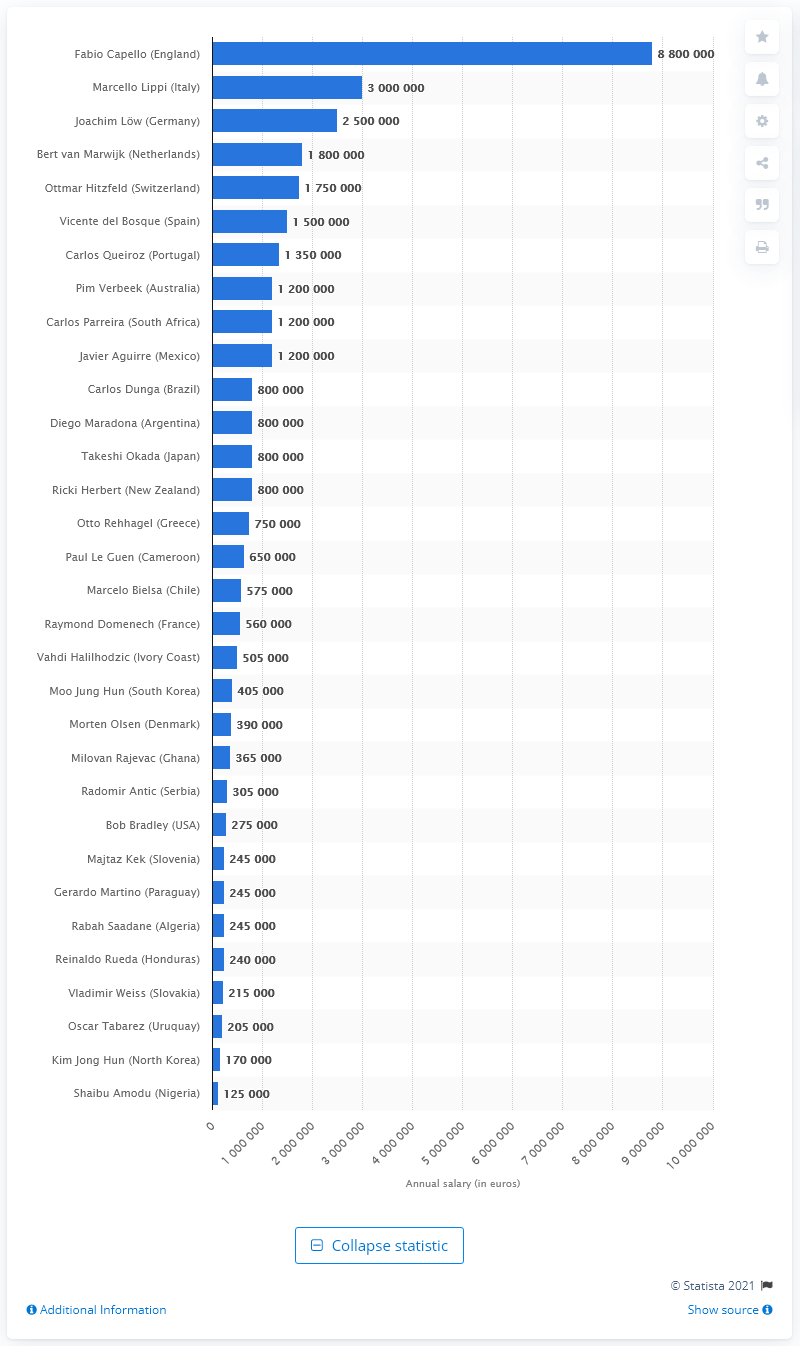 Fabio Capello (England) 8 800 000
Marcello Lippi (Italy) 3 000 000
Joachim Löw (Germany) 2 500 000
Bert van Marwijk (Netherlands) 1 800 000
Ottmar Hitzfeld (Switzerland) 1 750 000
Vicente del Bosque (Spain) 1 500 000
Carlos Queiroz (Portugal) 1 350 000
Pim Verbeek (Australia) 1 200 000
Carlos Parreira (South Africa) 1 200 000
Javier Aguirre (Mexico) 1 200 000
Carlos Dunga (Brazil) 800 000
Diego Maradona (Argentina) 800 000
Takeshi Okada (Japan) 800 000
Ricki Herbert (New Zealand) 800 000
Otto Rehhagel (Greece) 750 000
Paul Le Guen (Cameroon) 650 000
Marcelo Bielsa (Chile) 575 000
Raymond Domenech (France) 560 000
Vahdi Halilhodzic (Ivory Coast) 505 000
Moo Jung Hun (South Korea) 405 000
Morten Olsen (Denmark) 390 000
Milovan Rajevac (Ghana) 365 000
Radomir Antic (Serbia) 305 000
Bob Bradley (USA) 275 000
Majtaz Kek (Slovenia) 245 000
Gerardo Martino (Paraguay) 245 000
Rabah Saadane (Algeria) 245 000
Reinaldo Rueda (Honduras) 240 000
Vladimir Weiss (Slovakia) 215 000
Oscar Tabarez (Uruguay) 205 000
Kim Jong Hun (North Korea) 170 000
Shaibu Amodu (Nigeria) 125 000
0 1 000 000 2 000 000 3 000 000 4 000 000 5 000 000 6 000 000 7 000 000 8 000 000 9 000 000 10 000 000
Annual salary (in euros)
Collapse statistic
© Statista 2021
Additional Information Show source